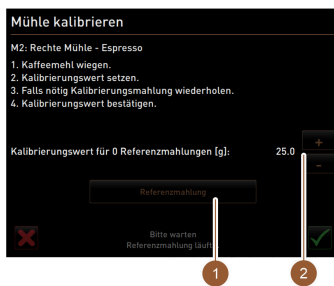 Mühle kalibrieren
M2: Rechte Mühle - Espresso
1. Kaffeemehl wiegen.
2. Kalibrierungswert setzen.
3. Falls nötig Kalibrierungsmahlung wiederholen.
4. Kalibrierungswert bestätigen.
Kalibrierungswert für 0 Referenzmahlungen [g]: 25.0
+
-
Referenzmahlung
Bitte warten
Referenzmahlung läuft...
1 2